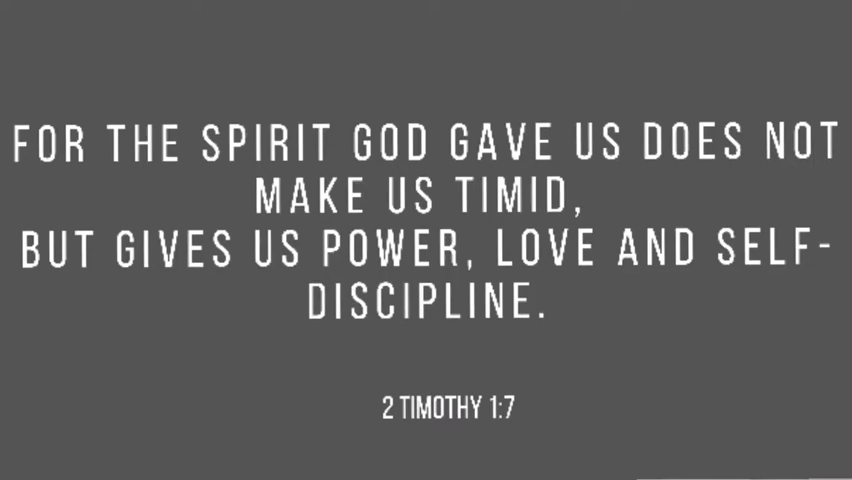 FOR THE SPIRIT GOD GAVE US DOES NOT
MAKE US TIMID,
BUT GIVES US POWER, LOVE AND SELF-
DISCIPLINE.
2 TIMOTHY 1:7